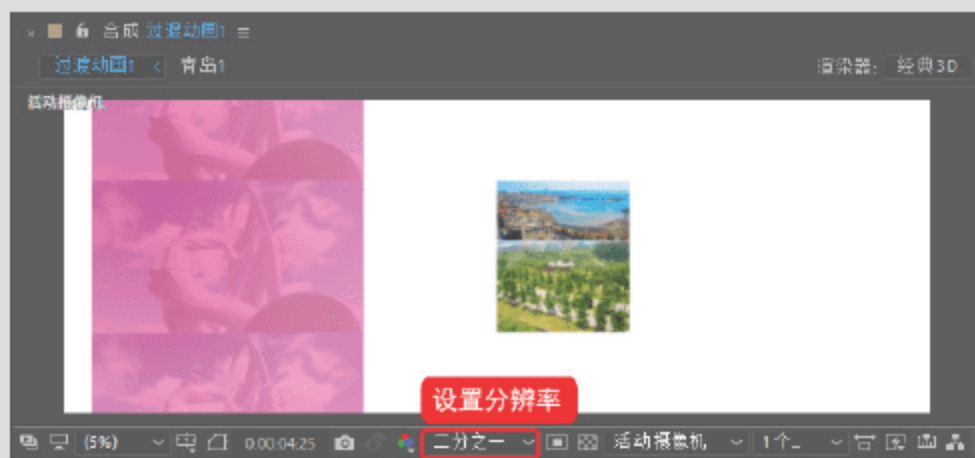 合成 过渡动画1
过渡动画1 青岛1 渲染器: 经典3D
活动摄像机
设置分辨率
(5%) 0:00:04:25 二分之一 活动摄像机 1个...